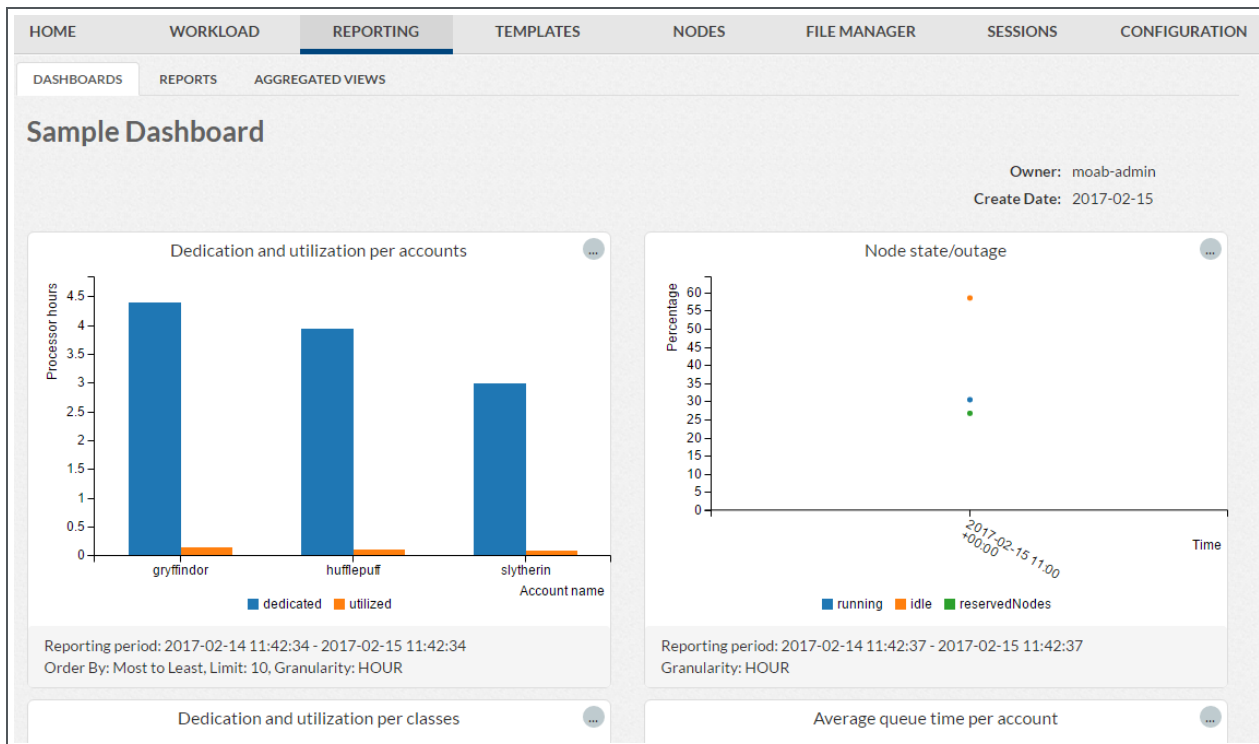 HOME WORKLOAD REPORTING TEMPLATES NODES FILE MANAGER SESSIONS CONFIGURATION
DASHBOARDS REPORTS AGGREGATED VIEWS
Sample Dashboard
Owner: moab-admin
Create Date: 2017-02-15
Dedication and utilization per accounts ...
Processor hours
4.5
4
3.5
3
2.5
2
1.5
1
0.5
0
gryffindor hufflepuff slytherin
Account name
dedicated utilized
Reporting period: 2017-02-14 11:42:34 - 2017-02-15 11:42:34
Order By: Most to Least, Limit: 10, Granularity: HOUR
Node state/outage ...
Percentage
60
55
50
45
40
35
30
25
20
15
10
5
0
2017-02-15 11:00
+00:00
Time
running idle reservedNodes
Reporting period: 2017-02-14 11:42:37 - 2017-02-15 11:42:37
Granularity: HOUR
Dedication and utilization per classes ...
Average queue time per account ...